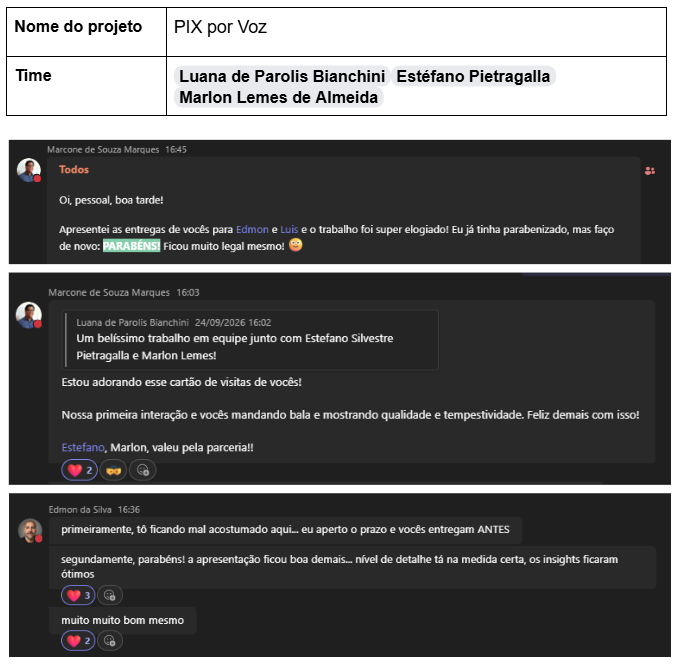 Nome do projeto PIX por Voz
Time Luana de Parolis Bianchini Estéfano Pietragalla
Marlon Lemes de Almeida
Marcone de Souza Marques 16:45
Todos
Oi, pessoal, boa tarde!
Apresentei as entregas de vocês para Edmon e Luis e o trabalho foi super elogiado! Eu já tinha parabenizado, mas faço
de novo: PARABÉNS! Ficou muito legal mesmo!
Marcone de Souza Marques 16:03
Luana de Parolis Bianchini 24/09/2026 16:02
Um belíssimo trabalho em equipe junto com Estefano Silvestre
Pietragalla e Marlon Lemes!
Estou adorando esse cartão de visitas de vocês!
Nossa primeira interação e vocês mandando bala e mostrando qualidade e tempestividade. Feliz demais com isso!
Estefano, Marlon, valeu pela parceria!!
2
Edmon da Silva 16:36
primeiramente, tô ficando mal acostumado aqui... eu aperto o prazo e vocês entregam ANTES
segundamente, parabéns! a apresentação ficou boa demais... nível de detalhe tá na medida certa, os insights ficaram
ótimos
3
muito muito bom mesmo
2